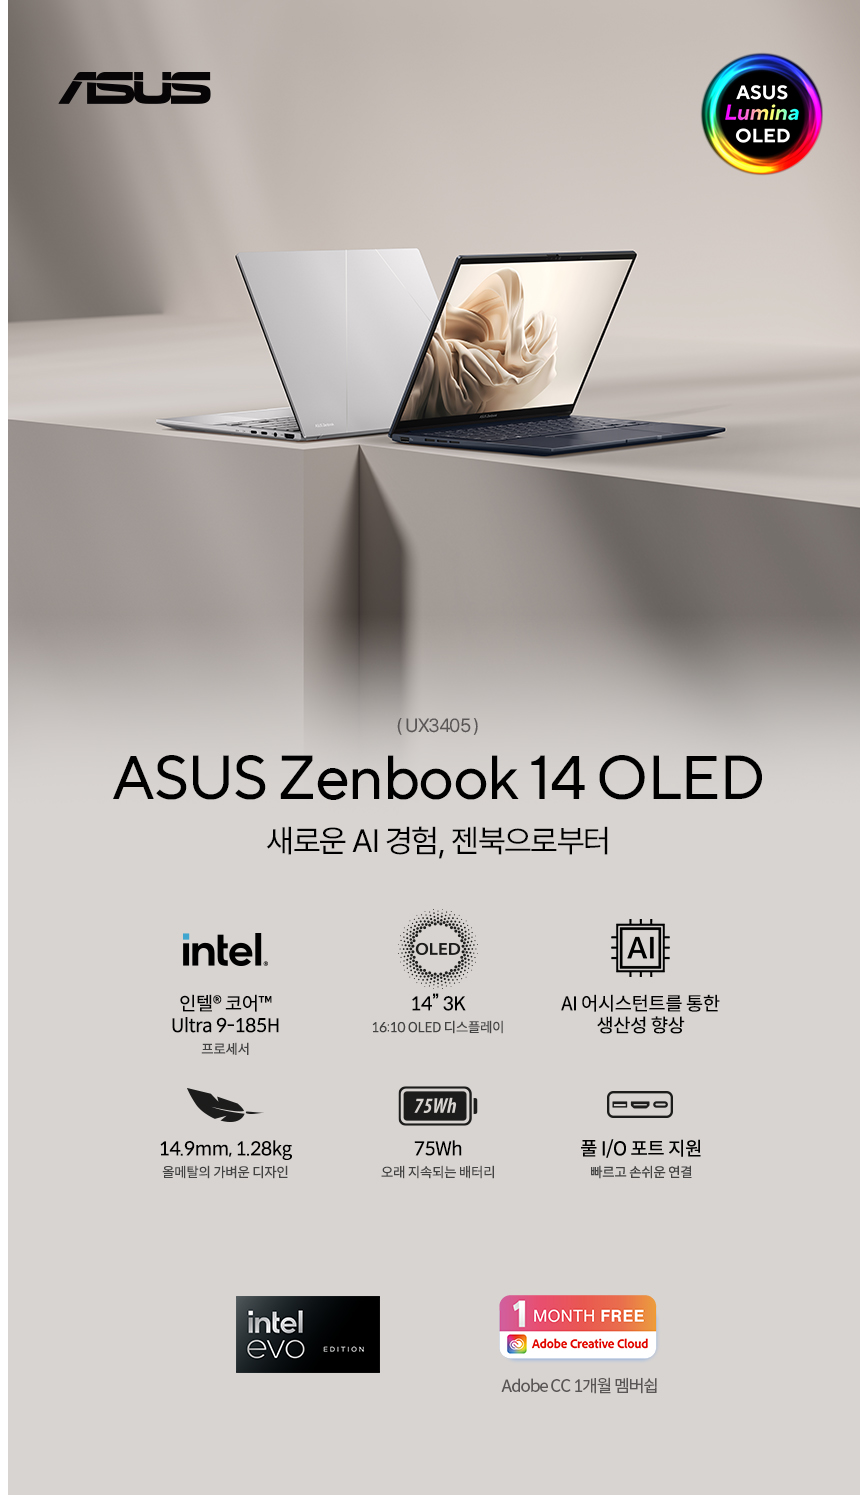 ASUS
ASUS
Lumina
OLED
( UX3405 )
ASUS Zenbook 14 OLED
새로운 AI 경험, 젠북으로부터
intel®
OLED
AI
인텔® 코어™
Ultra 9-185H
프로세서
14” 3K
16:10 OLED 디스플레이
AI 어시스턴트를 통한
생산성 향상
75Wh
14.9mm, 1.28kg
올메탈의 가벼운 디자인
75Wh
오래 지속되는 배터리
풀 I/O 포트 지원
빠르고 손쉬운 연결
intel
evo EDITION
1 MONTH FREE
Adobe Creative Cloud
Adobe CC 1개월 멤버쉽